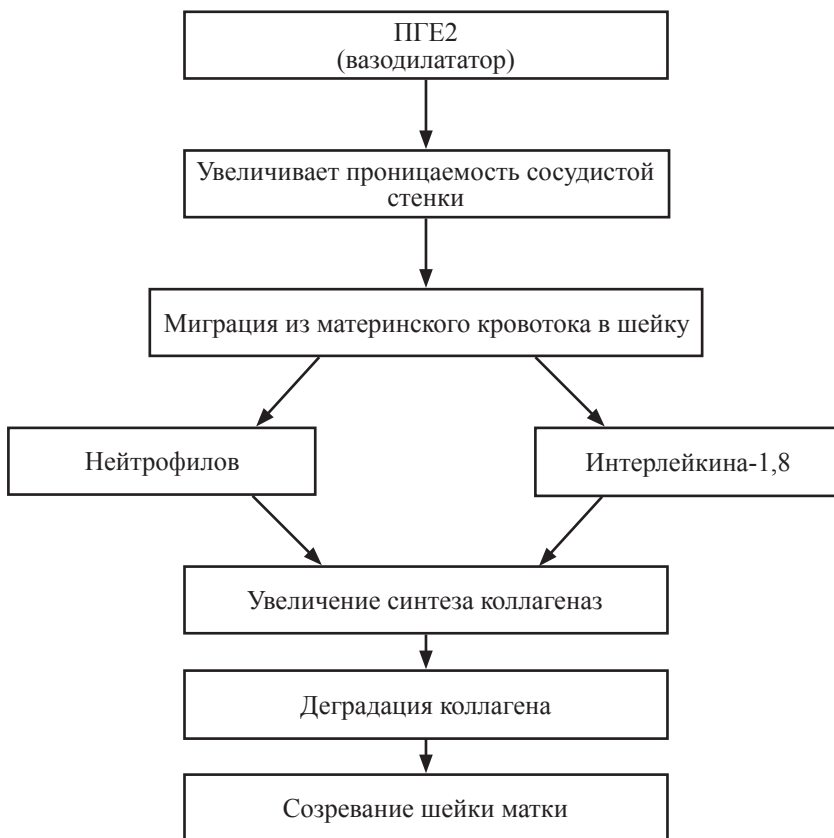 ПГЕ2
(вазодилататор)
Увеличивает проницаемость сосудистой
стенки
Миграция из материнского кровотока в шейку
Нейтрофилов
Интерлейкина-1,8
Увеличение синтеза коллагеназ
Деградация коллагена
Созревание шейки матки